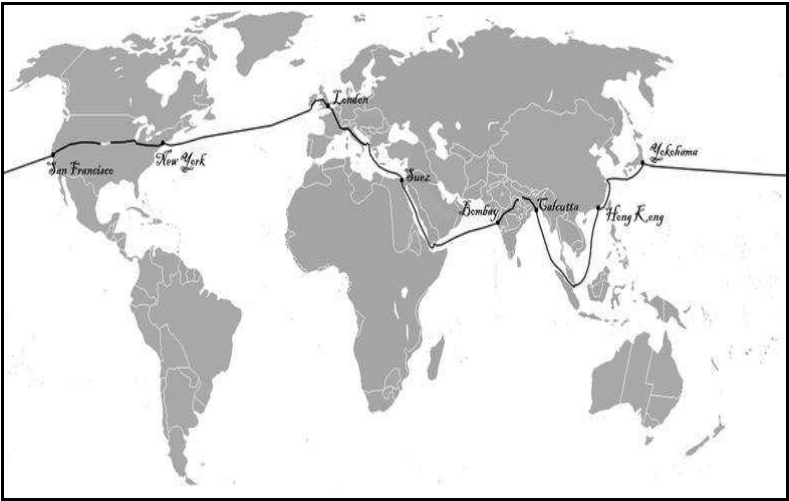 London
Yokohama
New York
San Francisco
Suez
Bombay
Calcutta
Hong Kong